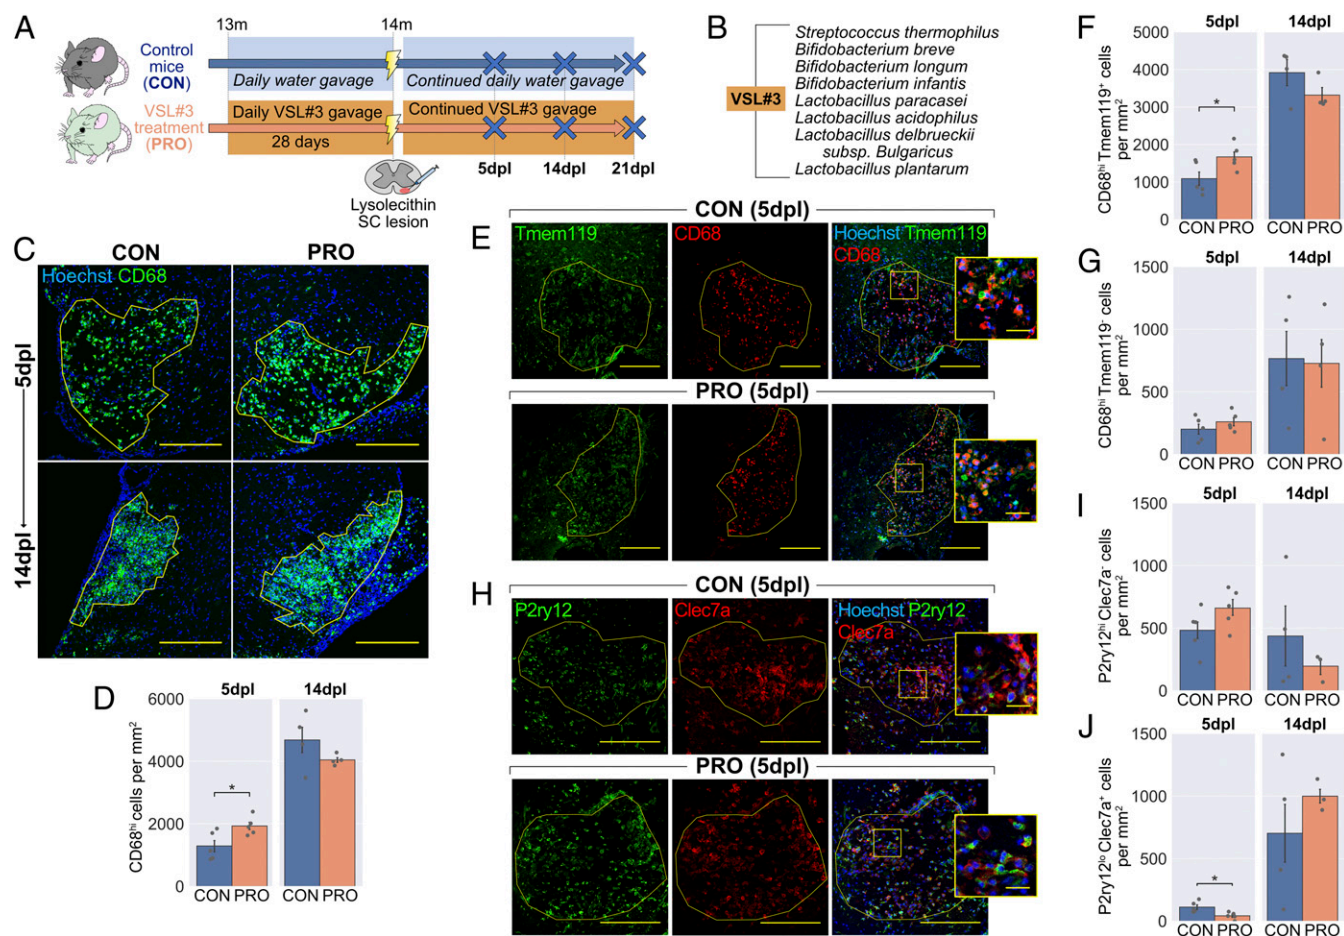 A
13m
14m
Control
mice
(CON)
Daily water gavage
Continued daily water gavage
VSL#3
treatment
(PRO)
Daily VSL#3 gavage
Continued VSL#3 gavage
28 days
5dpl
14dpl
21dpl
Lysolecithin
SC lesion
B
VSL#3
Streptococcus thermophilus
Bifidobacterium breve
Bifidobacterium longum
Bifidobacterium infantis
Lactobacillus paracasei
Lactobacillus acidophilus
Lactobacillus delbrueckii
subsp. Bulgaricus
Lactobacillus plantarum
C
CON
PRO
Hoechst CD68
5dpl
14dpl
D
5dpl
14dpl
CD68hi cells per mm2
6000
4000
2000
0
*
CON PRO
CON PRO
E
CON (5dpl)
Tmem119
CD68
Hoechst Tmem119
CD68
PRO (5dpl)
F
5dpl
14dpl
CD68hi Tmem119+ cells
per mm2
5000
4000
3000
2000
1000
0
*
CON PRO
CON PRO
G
5dpl
14dpl
CD68hi Tmem119- cells
per mm2
1500
1000
500
0
CON PRO
CON PRO
H
CON (5dpl)
P2ry12
Clec7a
Hoechst P2ry12
Clec7a
PRO (5dpl)
I
5dpl
14dpl
P2ry12hi Clec7a- cells
per mm2
1500
1000
500
0
CON PRO
CON PRO
J
5dpl
14dpl
P2ry12lo Clec7a+ cells
per mm2
1500
1000
500
0
*
CON PRO
CON PRO